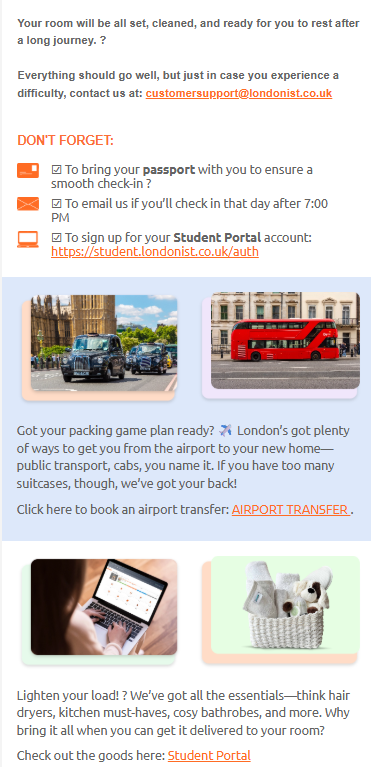 Your room will be all set, cleaned, and ready for you to rest after
a long journey. ?
Everything should go well, but just in case you experience a
difficulty, contact us at: customersupport@londonist.co.uk
DON'T FORGET:
☑ To bring your passport with you to ensure a
smooth check-in ?
☑ To email us if you'll check in that day after 7:00
PM
☑ To sign up for your Student Portal account:
https://student.londonist.co.uk/auth
Got your packing game plan ready? ✈️ London's got plenty
of ways to get you from the airport to your new home—
public transport, cabs, you name it. If you have too many
suitcases, though, we've got your back!
Click here to book an airport transfer: AIRPORT TRANSFER .
Lighten your load! ? We've got all the essentials—think hair
dryers, kitchen must-haves, cosy bathrobes, and more. Why
bring it all when you can get it delivered to your room?
Check out the goods here: Student Portal